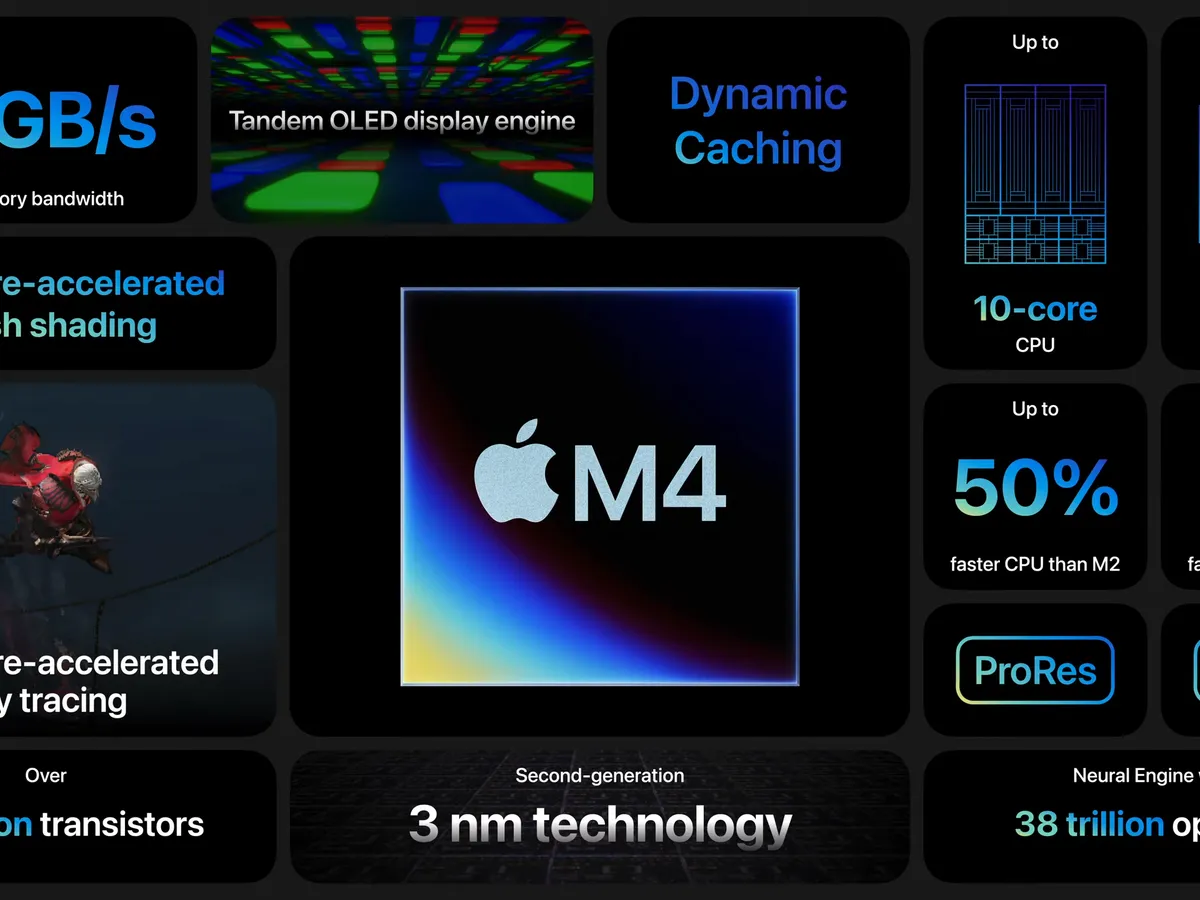 GB/s
ory bandwidth
Tandem OLED display engine
Dynamic
Caching
Up to
10-core
CPU
re-accelerated
sh shading
M4
Up to
50%
faster CPU than M2
re-accelerated
y tracing
ProRes
Over
on transistors
Second-generation
3 nm technology
Neural Engine
38 trillion op